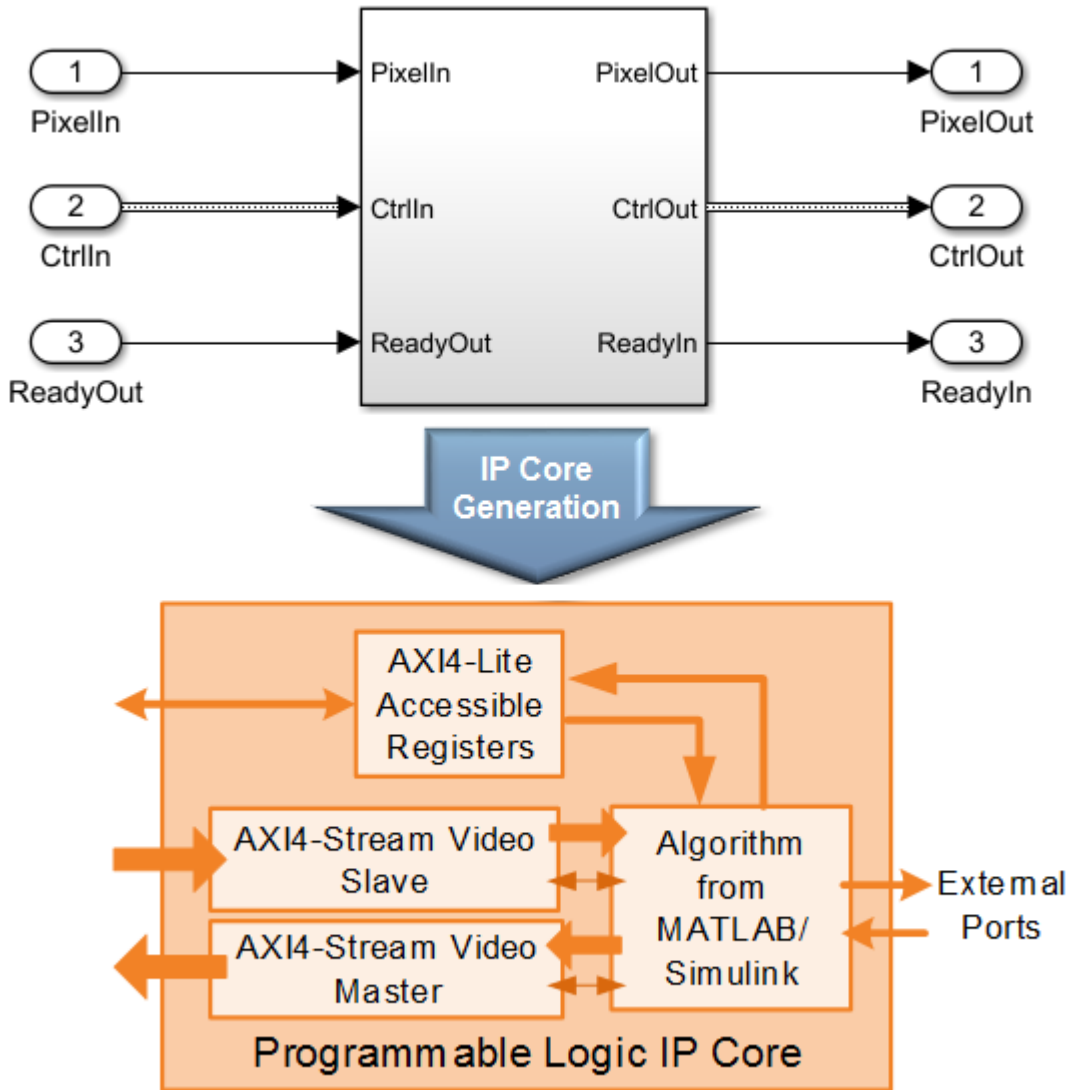 1
PixelIn
PixelIn
PixelOut
1
PixelOut
2
CtrlIn
CtrlIn
CtrlOut
2
CtrlOut
3
ReadyOut
ReadyOut
ReadyIn
3
ReadyIn
IP Core
Generation
AXI4-Lite
Accessible
Registers
AXI4-Stream Video
Slave
AXI4-Stream Video
Master
Algorithm
from
MATLAB/
Simulink
External
Ports
Programmable Logic IP Core